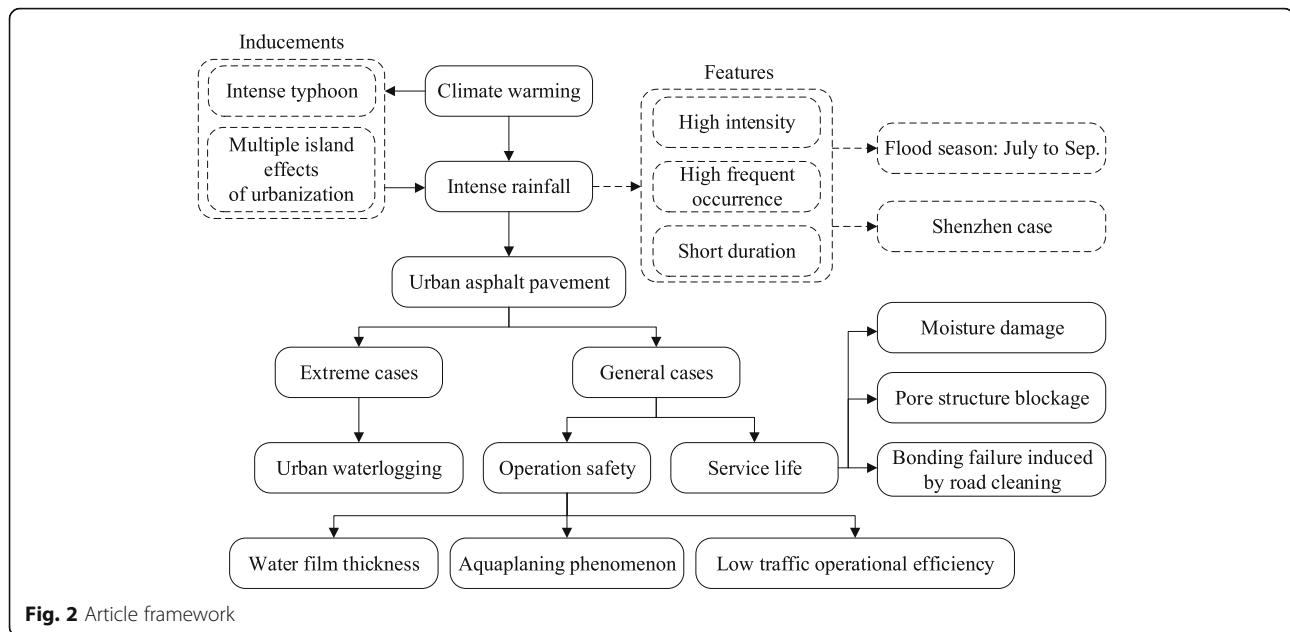 Inducements
Intense typhoon
Multiple island
effects
of urbanization
Climate warming
Intense rainfall
Features
High intensity
High frequent
occurrence
Short duration
Flood season: July to Sep.
Shenzhen case
Urban asphalt pavement
Extreme cases
General cases
Moisture damage
Pore structure blockage
Bonding failure induced
by road cleaning
Urban waterlogging
Operation safety
Service life
Water film thickness
Aquaplaning phenomenon
Low traffic operational efficiency
Fig. 2 Article framework